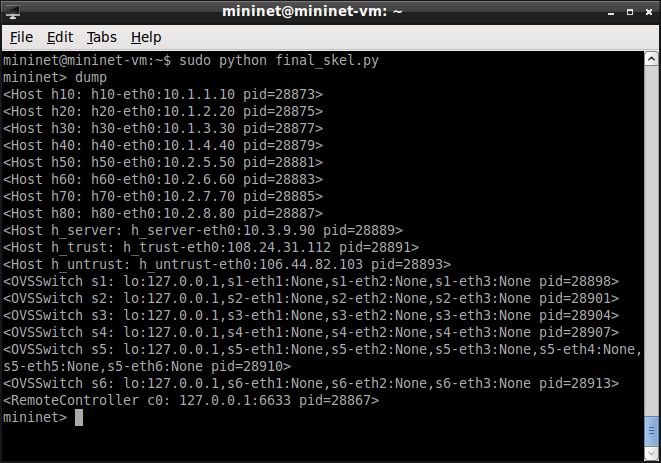 mininet@mininet-vm: ~
File Edit Tabs Help
mininet@mininet-vm:~$ sudo python final_skel.py
mininet> dump
<Host h10: h10-eth0:10.1.1.10 pid=28873>
<Host h20: h20-eth0:10.1.2.20 pid=28875>
<Host h30: h30-eth0:10.1.3.30 pid=28877>
<Host h40: h40-eth0:10.1.4.40 pid=28879>
<Host h50: h50-eth0:10.2.5.50 pid=28881>
<Host h60: h60-eth0:10.2.6.60 pid=28883>
<Host h70: h70-eth0:10.2.7.70 pid=28885>
<Host h80: h80-eth0:10.2.8.80 pid=28887>
<Host h_server: h_server-eth0:10.3.9.90 pid=28889>
<Host h_trust: h_trust-eth0:108.24.31.112 pid=28891>
<Host h_untrust: h_untrust-eth0:106.44.82.103 pid=28893>
<OVSSwitch s1: lo:127.0.0.1,s1-eth1:None,s1-eth2:None,s1-eth3:None pid=28898>
<OVSSwitch s2: lo:127.0.0.1,s2-eth1:None,s2-eth2:None,s2-eth3:None pid=28901>
<OVSSwitch s3: lo:127.0.0.1,s3-eth1:None,s3-eth2:None,s3-eth3:None pid=28904>
<OVSSwitch s4: lo:127.0.0.1,s4-eth1:None,s4-eth2:None,s4-eth3:None pid=28907>
<OVSSwitch s5: lo:127.0.0.1,s5-eth1:None,s5-eth2:None,s5-eth3:None,s5-eth4:None,
s5-eth5:None,s5-eth6:None pid=28910>
<OVSSwitch s6: lo:127.0.0.1,s6-eth1:None,s6-eth2:None,s6-eth3:None pid=28913>
<RemoteController c0: 127.0.0.1:6633 pid=28867>
mininet>